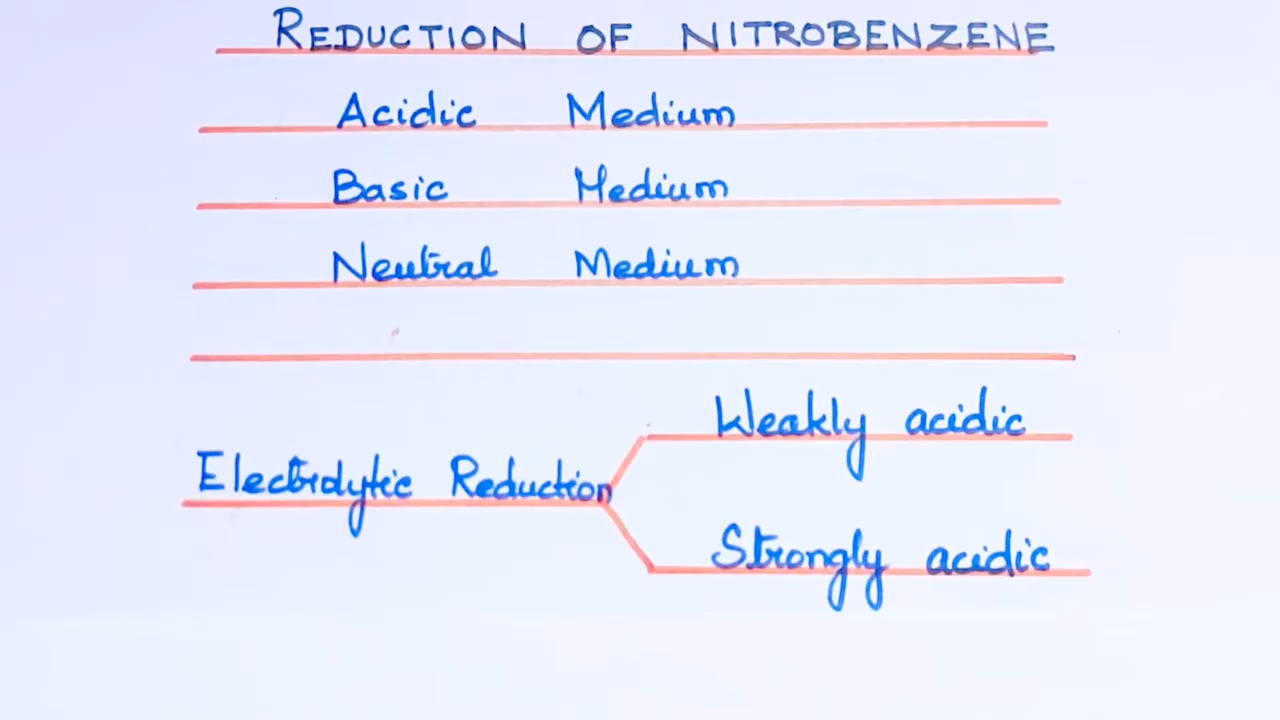 REDUCTION OF NITROBENZENE
Acidic Medium
Basic Medium
Neutral Medium
Weakly acidic
Electrolytic Reduction
Strongly acidic